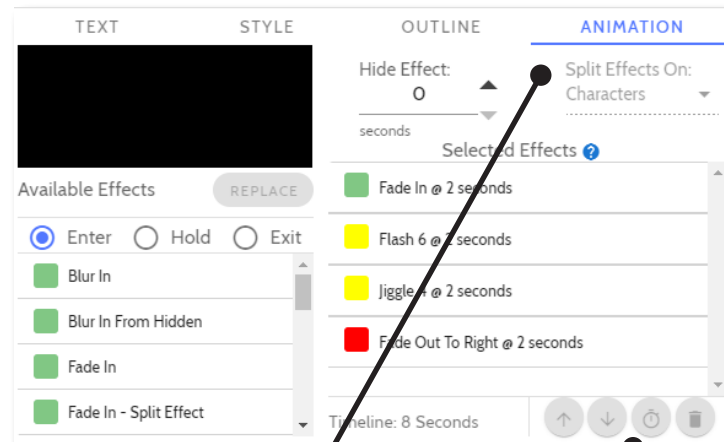 TEXT STYLE OUTLINE ANIMATION
Hide Effect:
0
seconds
Split Effects On:
Characters
Available Effects REPLACE
Enter Hold Exit
Blur In
Blur In From Hidden
Fade In
Fade In - Split Effect
Selected Effects ?
Fade In @ 2 seconds
Flash 6 @ 2 seconds
Jiggle 4 @ 2 seconds
Fade Out To Right @ 2 seconds
Timeline: 8 Seconds